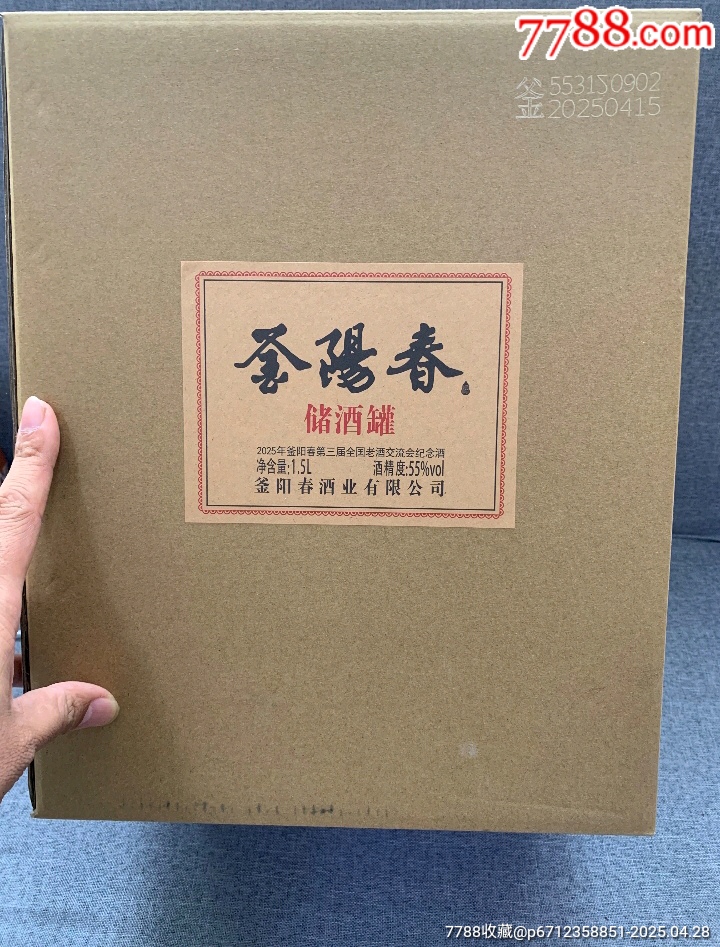 7788.com
釜 553120902
20250415
釜陽春
储酒罐
2025年釜阳春第三届全国老酒交流会纪念酒
净含量:1.5L 酒精度:55%vol
釜阳春酒业有限公司
7788收藏@p6712358851-2025.04.28